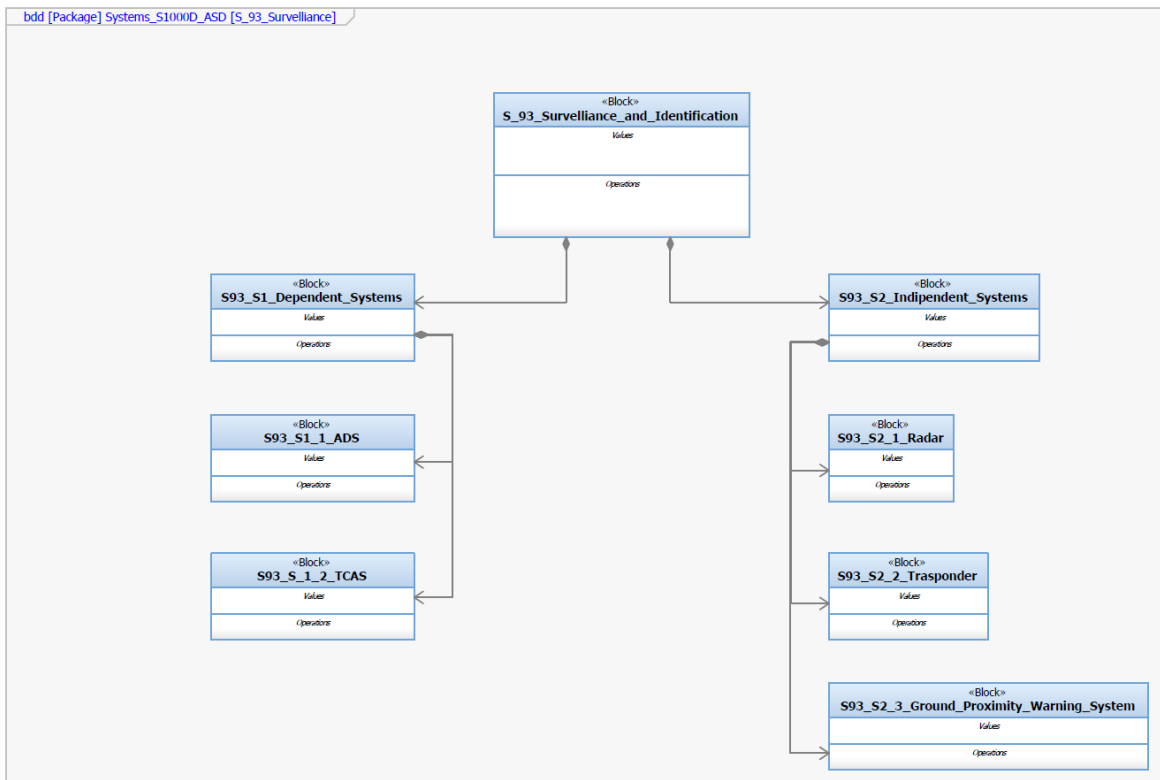 bdd [Package] Systems_S1000D_ASD [S_93_Survelliance]
«Block»
S_93_Survelliance_and_Identification
Values
Operations
«Block»
S93_S1_Dependent_Systems
Values
Operations
«Block»
S93_S2_Indipendent_Systems
Values
Operations
«Block»
S93_S1_1_ADS
Values
Operations
«Block»
S93_S2_1_Radar
Values
Operations
«Block»
S93_S_1_2_TCAS
Values
Operations
«Block»
S93_S2_2_Trasponder
Values
Operations
«Block»
S93_S2_3_Ground_Proximity_Warning_System
Values
Operations